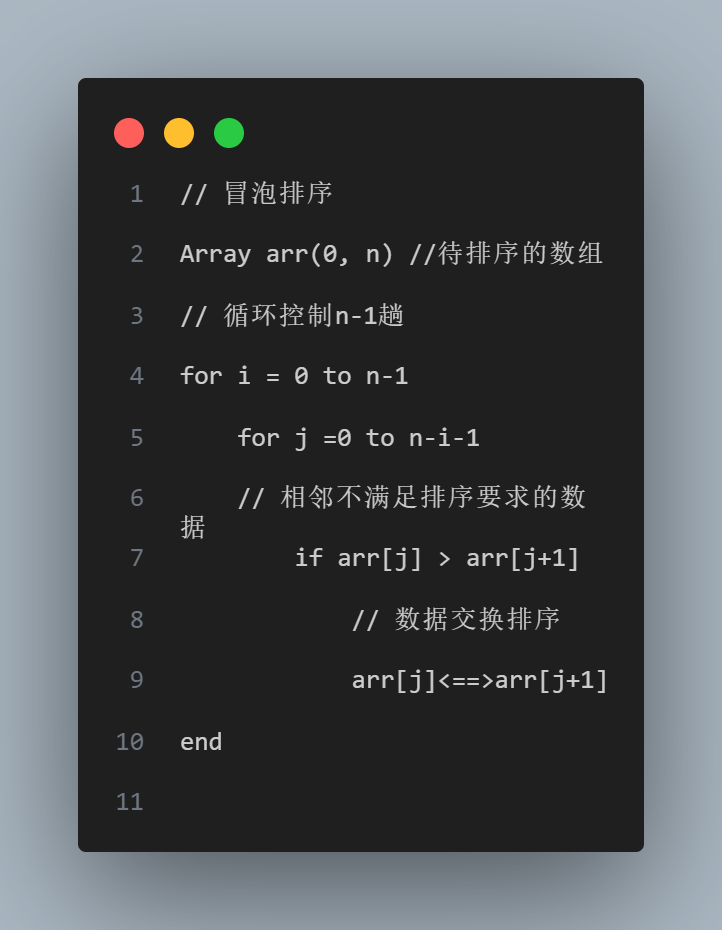 1 // 冒泡排序
2 Array arr(0, n) //待排序的数组
3 // 循环控制n-1趟
4 for i = 0 to n-1
5     for j =0 to n-i-1
6     // 相邻不满足排序要求的数
据
7         if arr[j] > arr[j+1]
8             // 数据交换排序
9             arr[j]<==>arr[j+1]
10 end
11